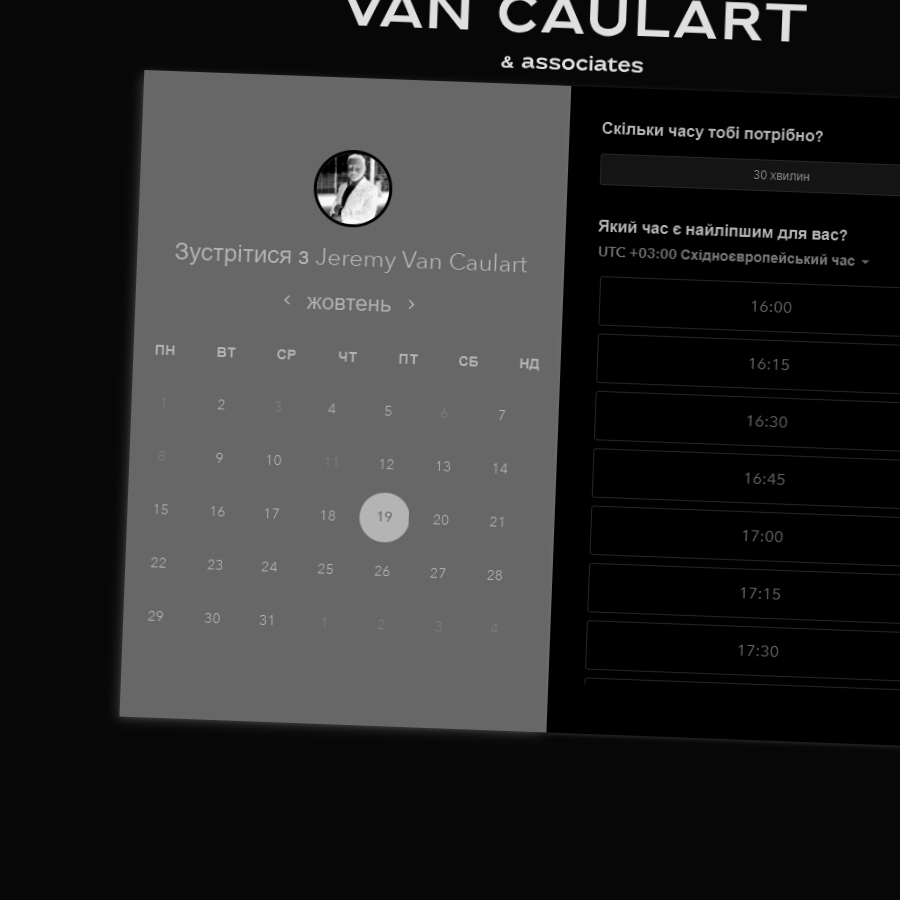 VAN CAULART
& associates
Зустрітися з Jeremy Van Caulart
жовтень
ПН ВТ СР ЧТ ПТ СБ НД
1 2 3 4 5 6 7
8 9 10 11 12 13 14
15 16 17 18 19 20 21
22 23 24 25 26 27 28
29 30 31 1 2 3 4
Скільки часу тобі потрібно?
30 хвилин
Який час є найліпшим для вас?
UTC +03:00 Східноєвропейський час
16:00
16:15
16:30
16:45
17:00
17:15
17:30